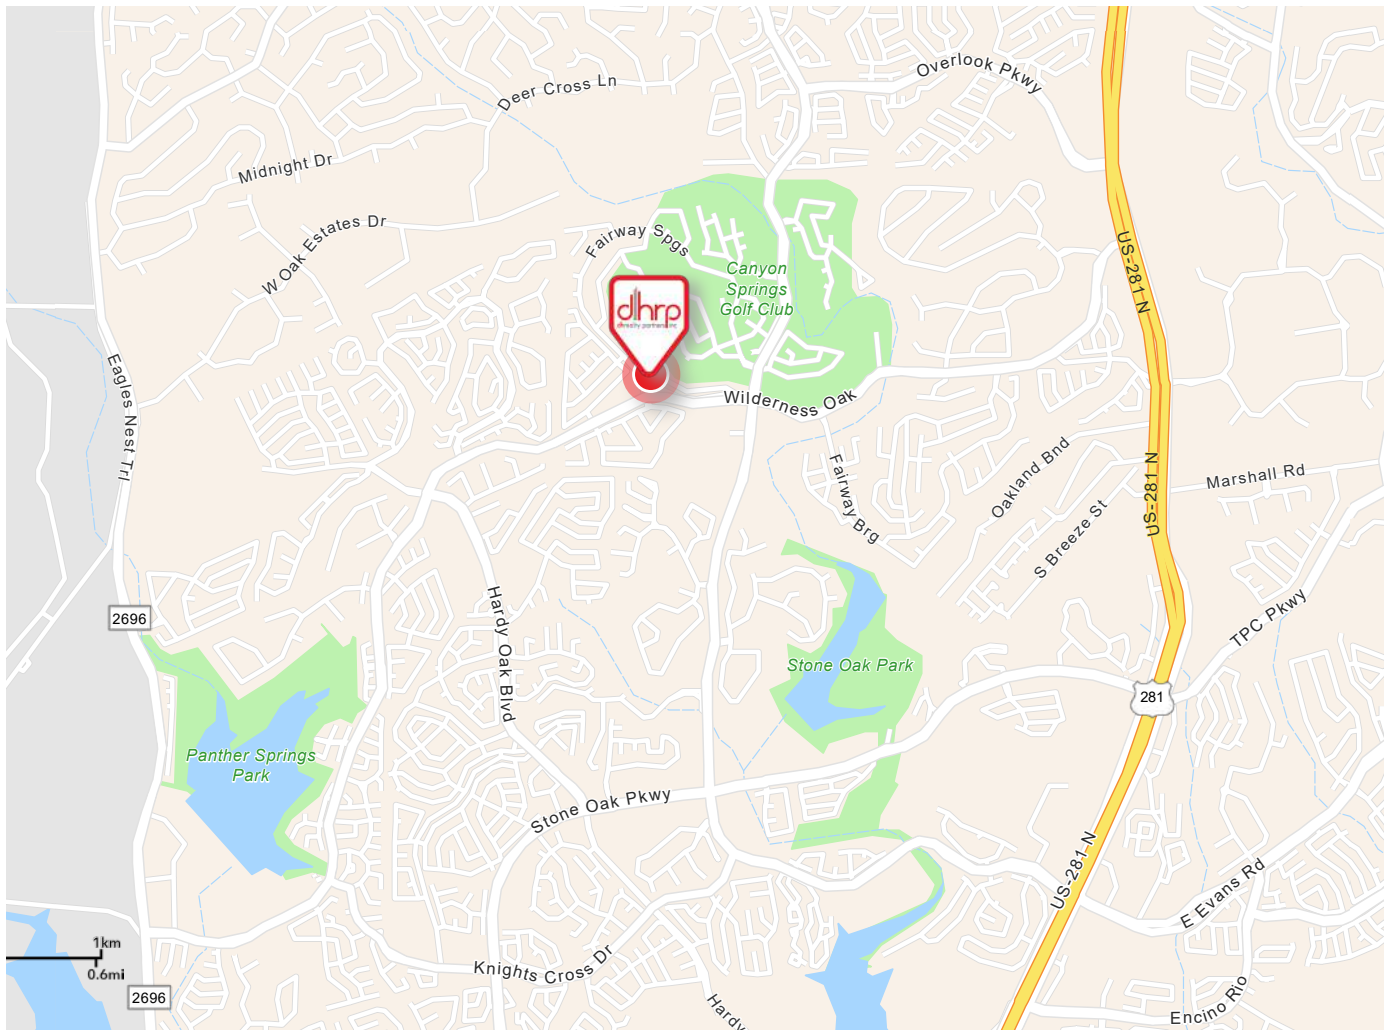 Overlook Pkwy
Deer Cross Ln
Midnight Dr
W Oak Estates Dr
Fairway Spgs
US-281 N
Canyon
Springs
Golf Club
dhrp
dhrealty partners inc
Eagles Nest Trl
Wilderness Oak
Fairway Brg
Oakland Bnd
S Breeze St
US-281 N
Marshall Rd
2696
Hardy Oak Blvd
TPC Pkwy
Stone Oak Park
281
Panther Springs
Park
Stone Oak Pkwy
US-281 N
E Evans Rd
1km
0.6mi
Knights Cross Dr
2696
Hardy
Encino Rio